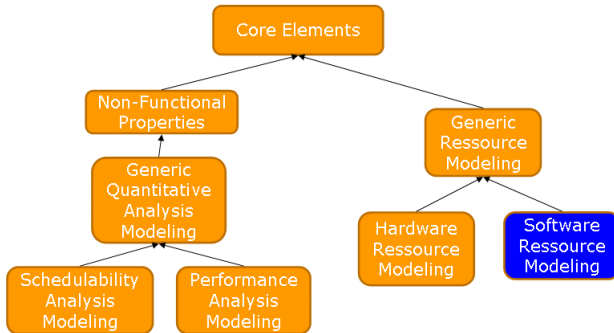 Core Elements
Non-Functional
Properties
Generic
Ressource
Modeling
Generic
Quantitative
Analysis
Modeling
Hardware
Ressource
Modeling
Software
Ressource
Modeling
Schedulability
Analysis
Modeling
Performance
Analysis
Modeling